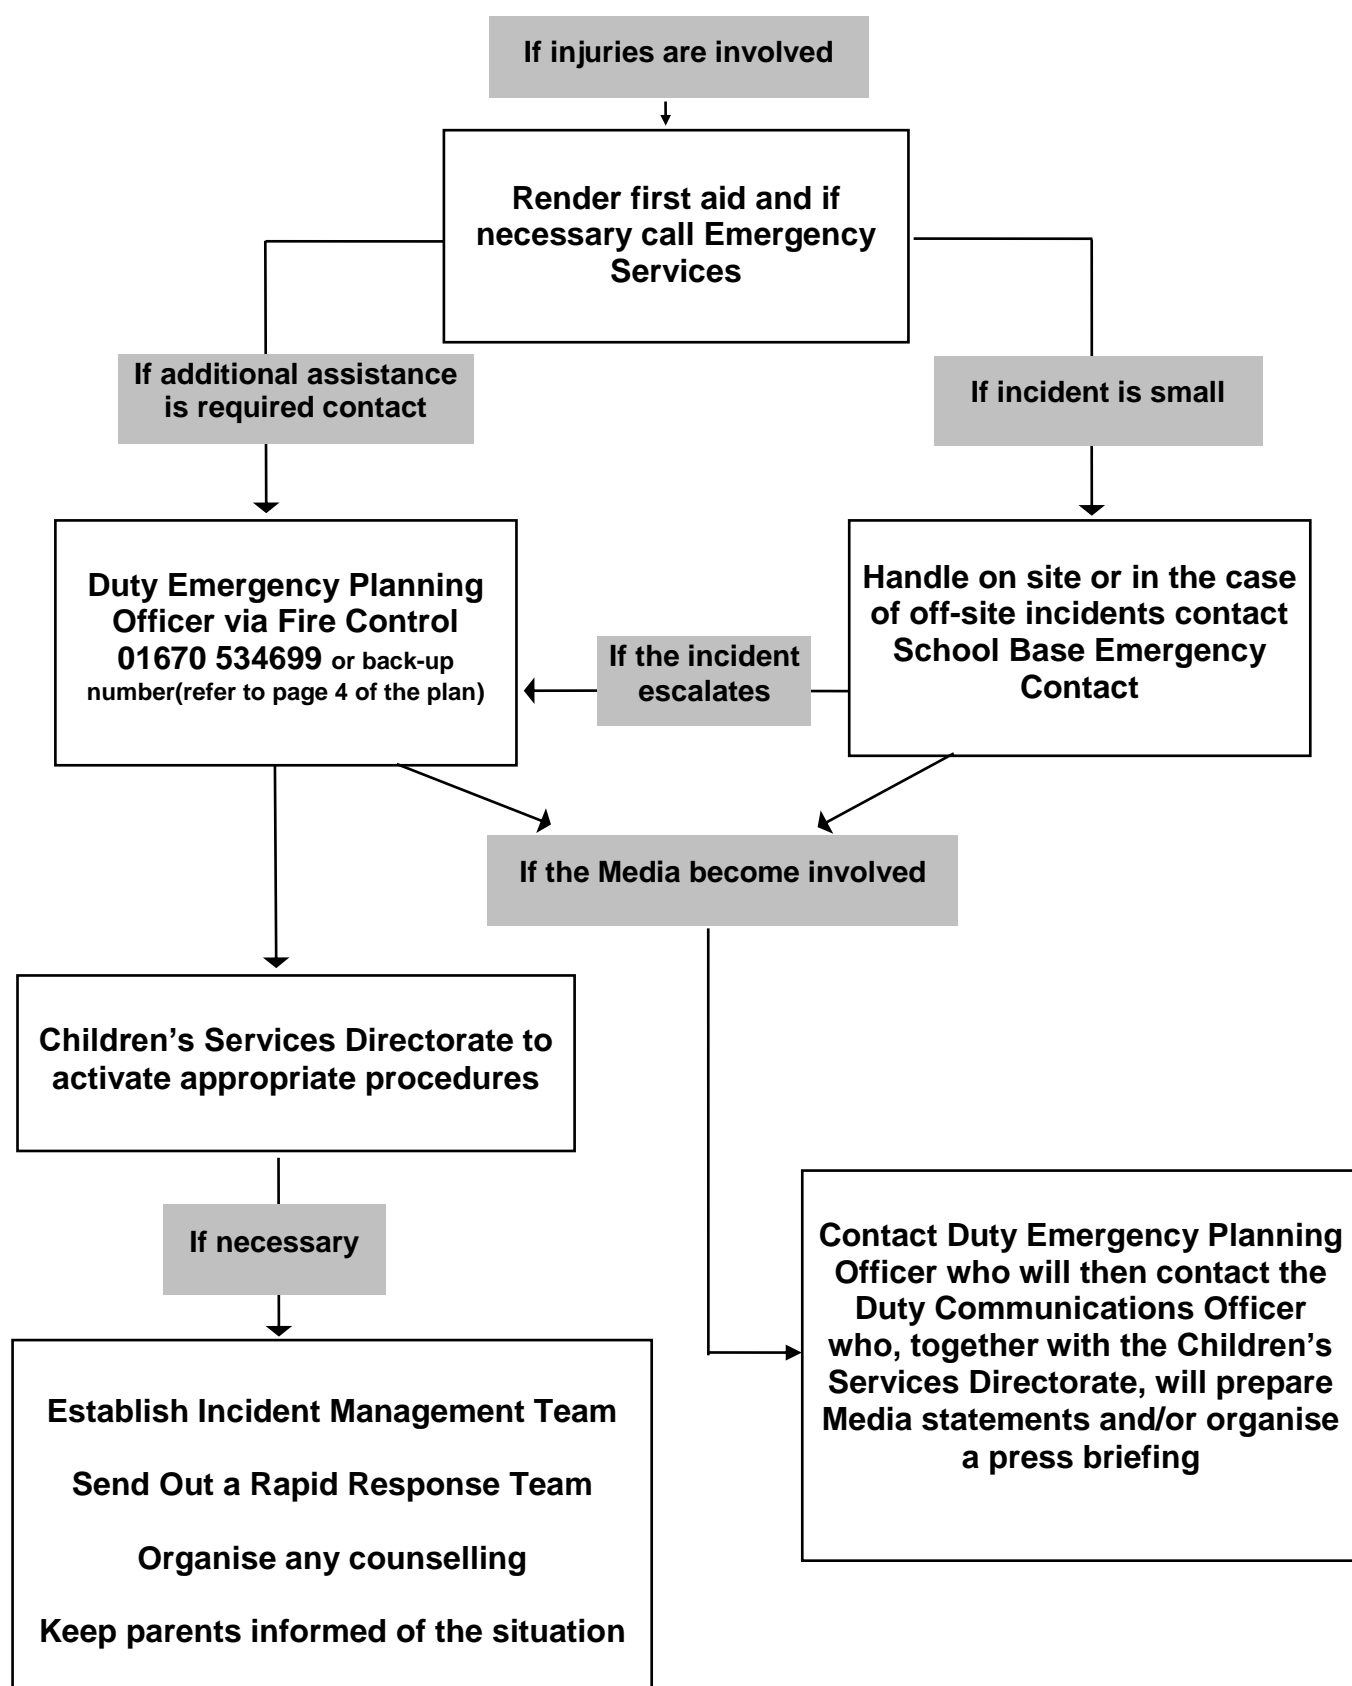 If injuries are involved
Render first aid and if
necessary call Emergency
Services
If additional assistance
is required contact
If incident is small
Duty Emergency Planning
Officer via Fire Control
01670 534699 or back-up
number(refer to page 4 of the plan)
If the incident
escalates
Handle on site or in the case
of off-site incidents contact
School Base Emergency
Contact
If the Media become involved
Children’s Services Directorate to
activate appropriate procedures
If necessary
Contact Duty Emergency Planning
Officer who will then contact the
Duty Communications Officer
who, together with the Children’s
Services Directorate, will prepare
Media statements and/or organise
a press briefing
Establish Incident Management Team
Send Out a Rapid Response Team
Organise any counselling
Keep parents informed of the situation